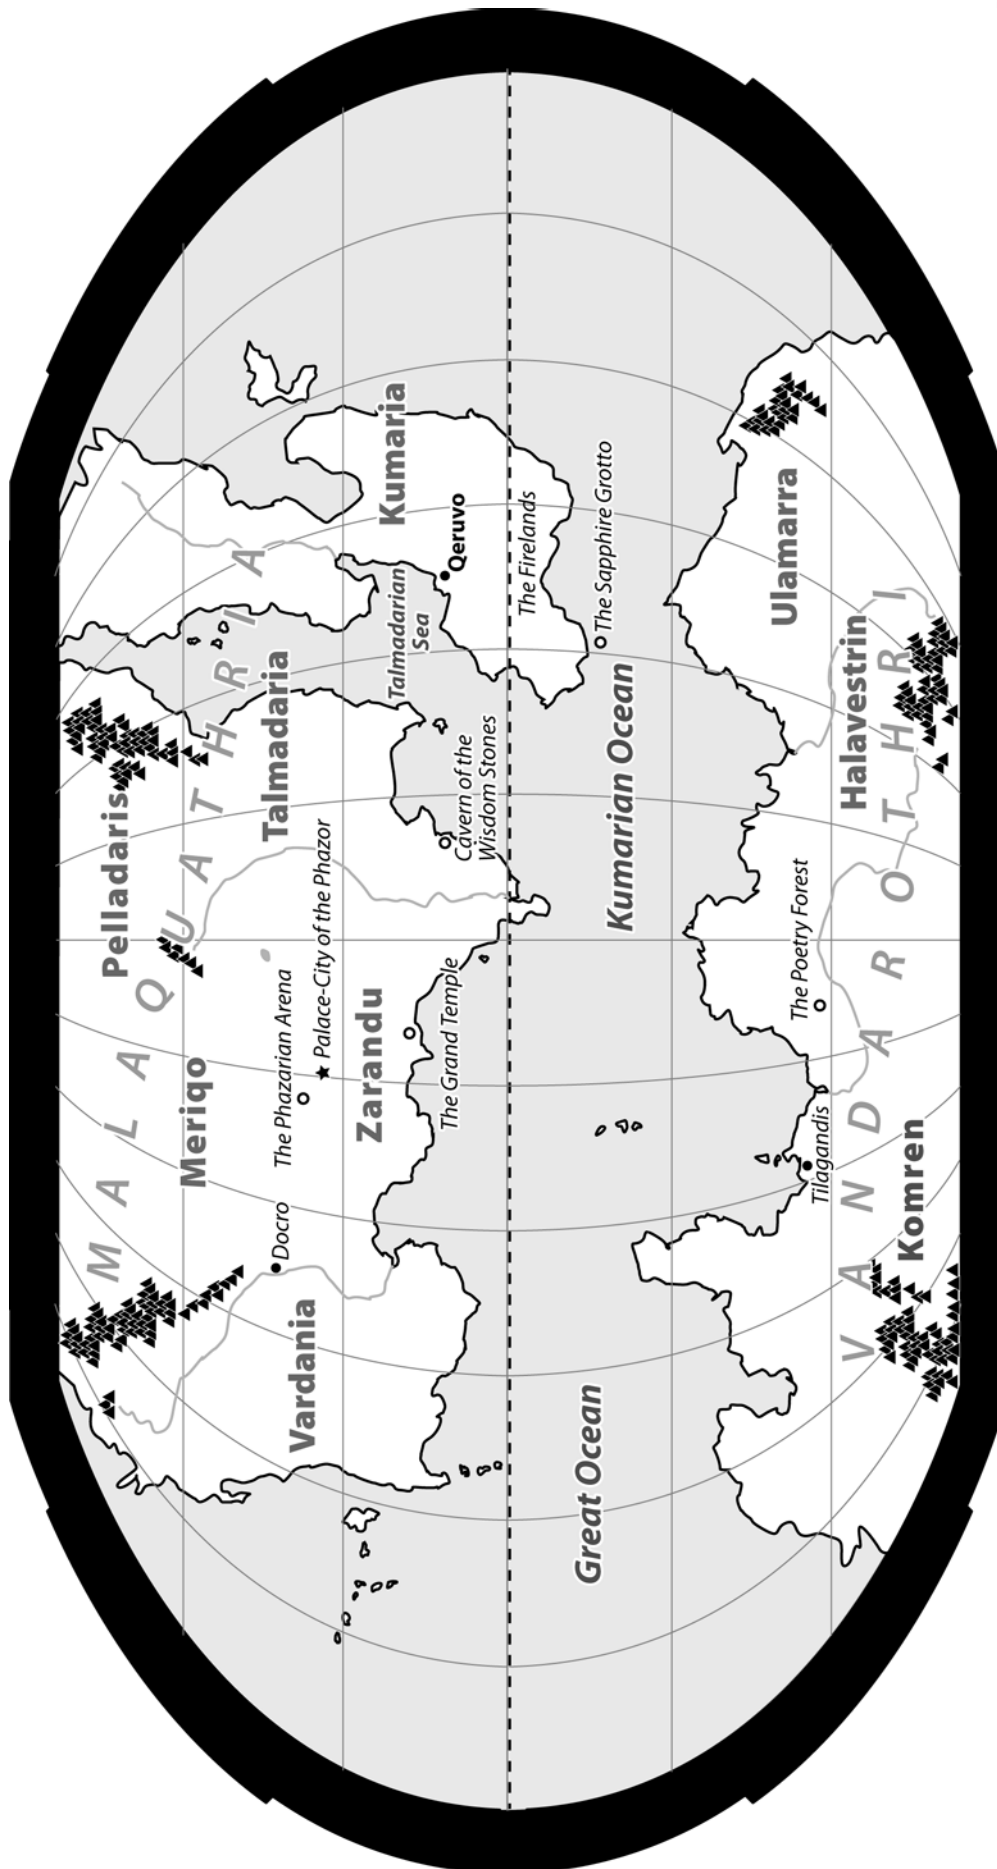 MALAQUATHRIA
Pelladaris
Meriqo
Talmadaria
Vardania
Docro
The Phazarian Arena
Palace-City of the Phazor
Zarandu
Kumaria
Talmadarian
Sea
Qeruvo
The Grand Temple
Cavern of the
Wisdom Stones
The Firelands
The Sapphire Grotto
Great Ocean
Kumarian Ocean
Ulamarra
The Poetry Forest
Tilagandis
Halavestrin
VANDAROTHRI
Komren